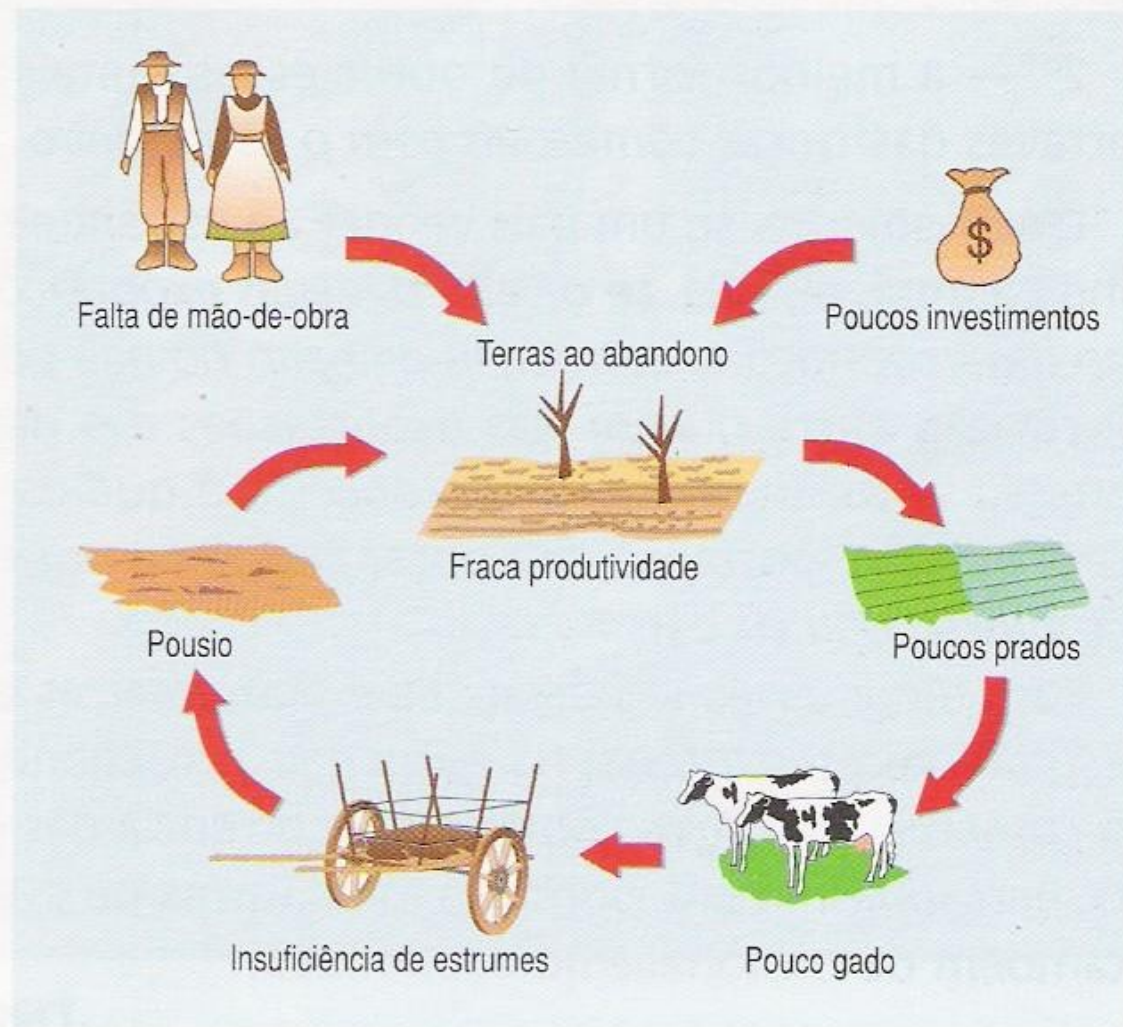 Falta de mão-de-obra
$
Poucos investimentos
Terras ao abandono
Fraca produtividade
Pousio
Poucos prados
Insuficiência de estrumes
Pouco gado